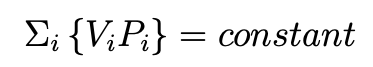 Σᵢ {VᵢPᵢ} = constant